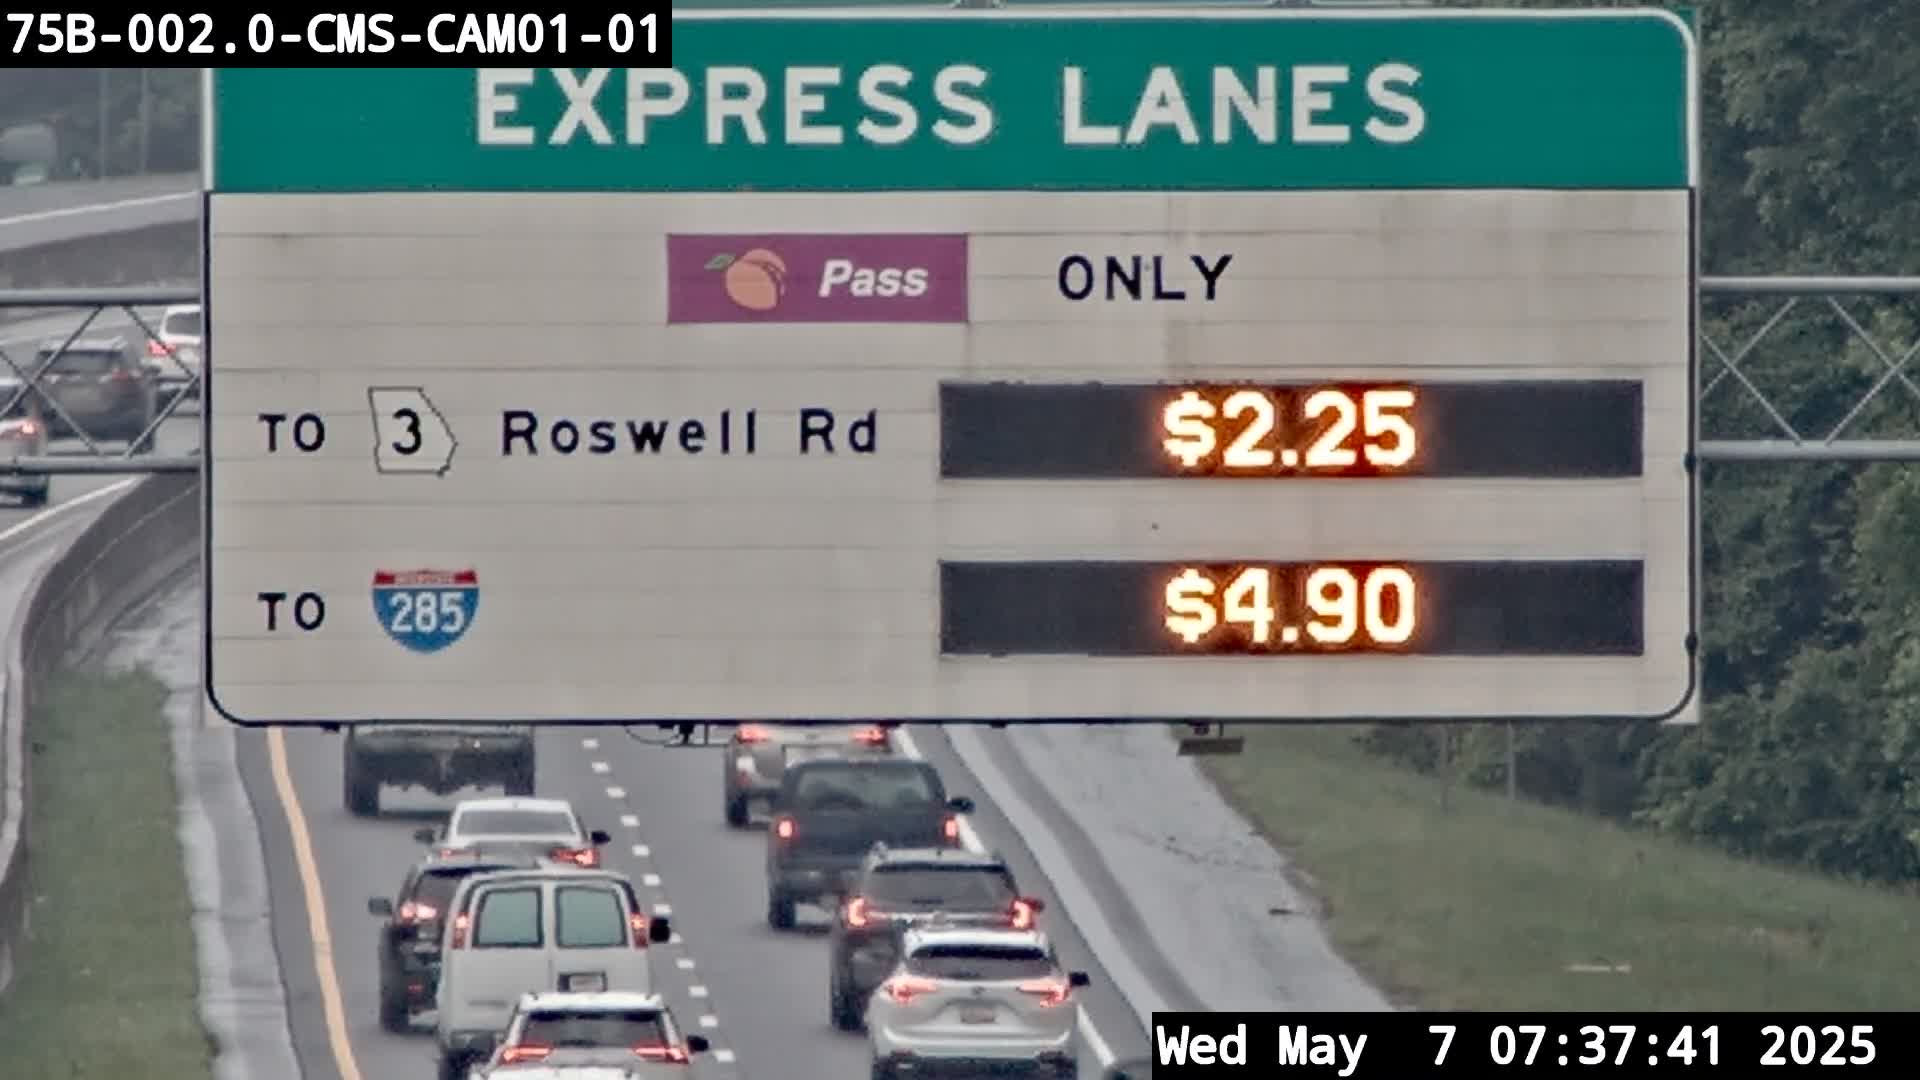 75B-002.0-CMS-CAM01-01
EXPRESS LANES
Pass ONLY
TO 3 Roswell Rd $2.25
TO 285 $4.90
Wed May 7 07:37:41 2025